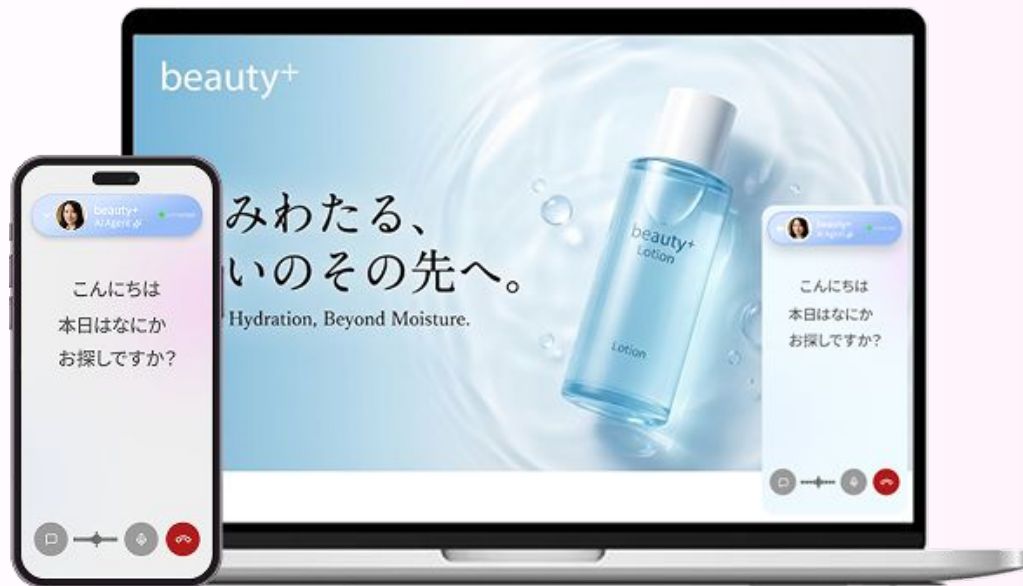 beauty+
みわたる、
いのその先へ。
Hydration, Beyond Moisture.
beauty+
Lotion
Lotion
beauty+
AI Agent
こんにちは
本日はなにか
お探しですか？
beauty+
AI Agent
こんにちは
本日はなにか
お探しですか？